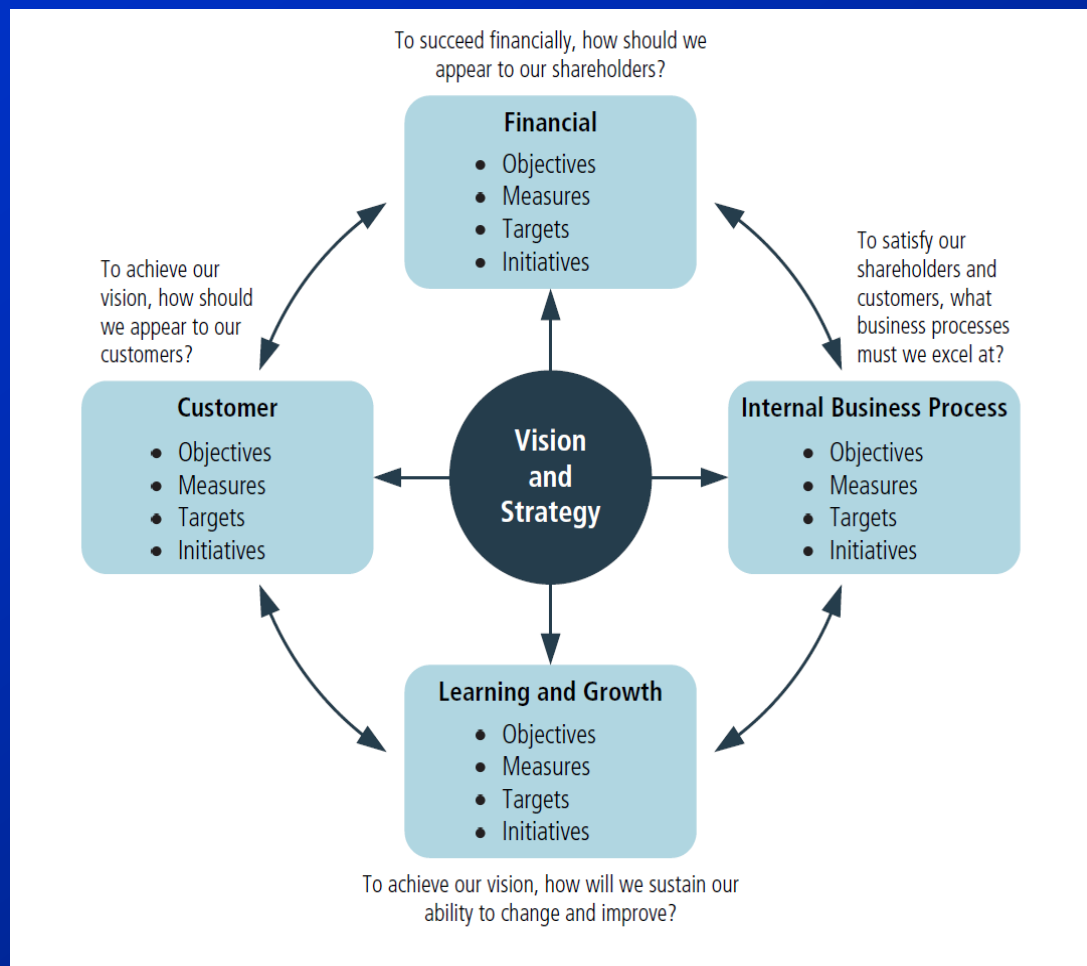 To succeed financially, how should we
appear to our shareholders?
Financial
• Objectives
• Measures
• Targets
• Initiatives
To achieve our
vision, how should
we appear to our
customers?
To satisfy our
shareholders and
customers, what
business processes
must we excel at?
Customer
• Objectives
• Measures
• Targets
• Initiatives
Vision
and
Strategy
Internal Business Process
• Objectives
• Measures
• Targets
• Initiatives
Learning and Growth
• Objectives
• Measures
• Targets
• Initiatives
To achieve our vision, how will we sustain our
ability to change and improve?